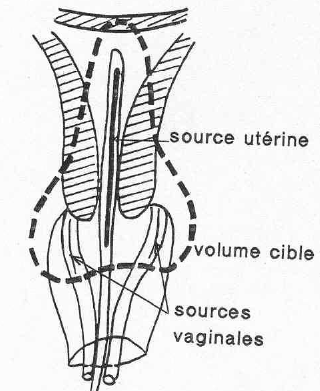 source utérine
volume cible
sources
vaginales